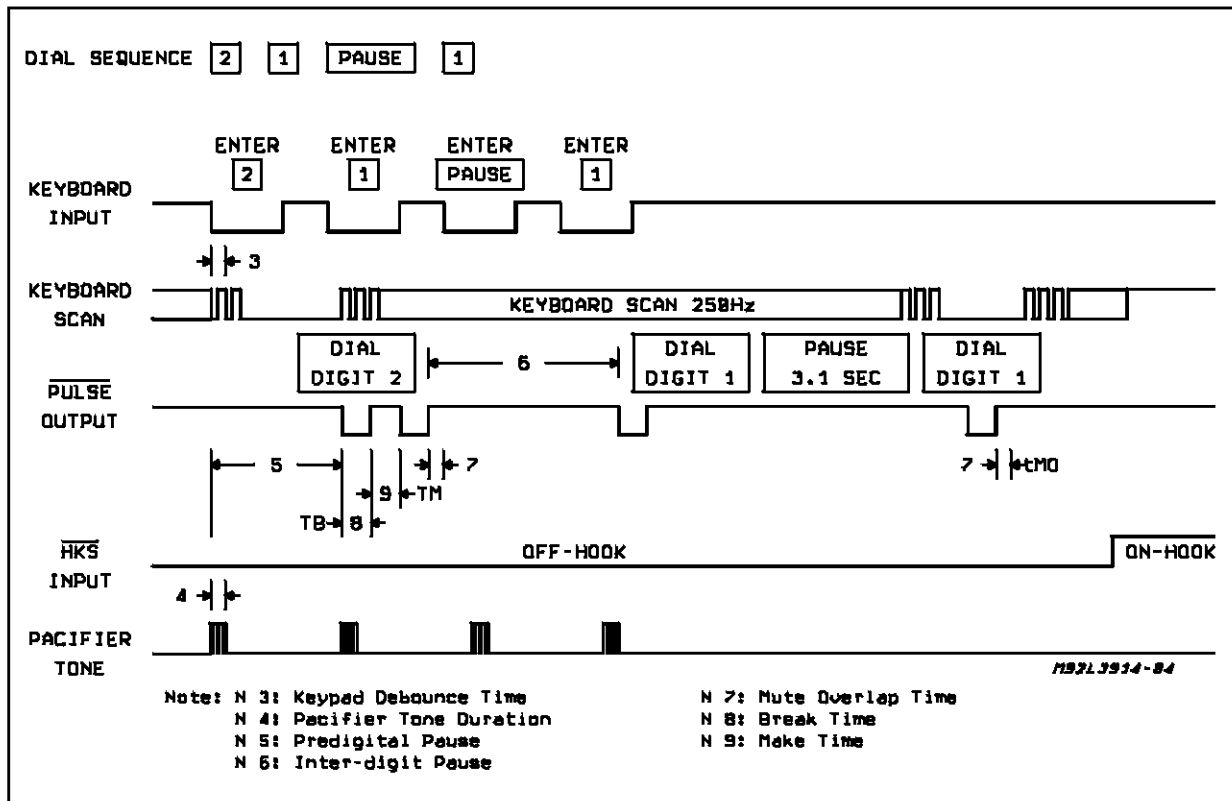 DIAL SEQUENCE 2 1 PAUSE 1
ENTER ENTER ENTER ENTER
2 1 PAUSE 1
KEYBOARD
INPUT
3
KEYBOARD
SCAN
KEYBOARD SCAN 250Hz
DIAL
DIGIT 2
6
DIAL
DIGIT 1
PAUSE
3.1 SEC
DIAL
DIGIT 1
PULSE
OUTPUT
5 7 7 tMO
9 TM
TB 8
HKS
INPUT
OFF-HOOK
ON-HOOK
4
PACIFIER
TONE
M93L3914-04
Note: N 3: Keypad Debounce Time
N 4: Pacifier Tone Duration
N 5: Predigital Pause
N 6: Inter-digit Pause
N 7: Mute Overlap Time
N 8: Break Time
N 9: Make Time